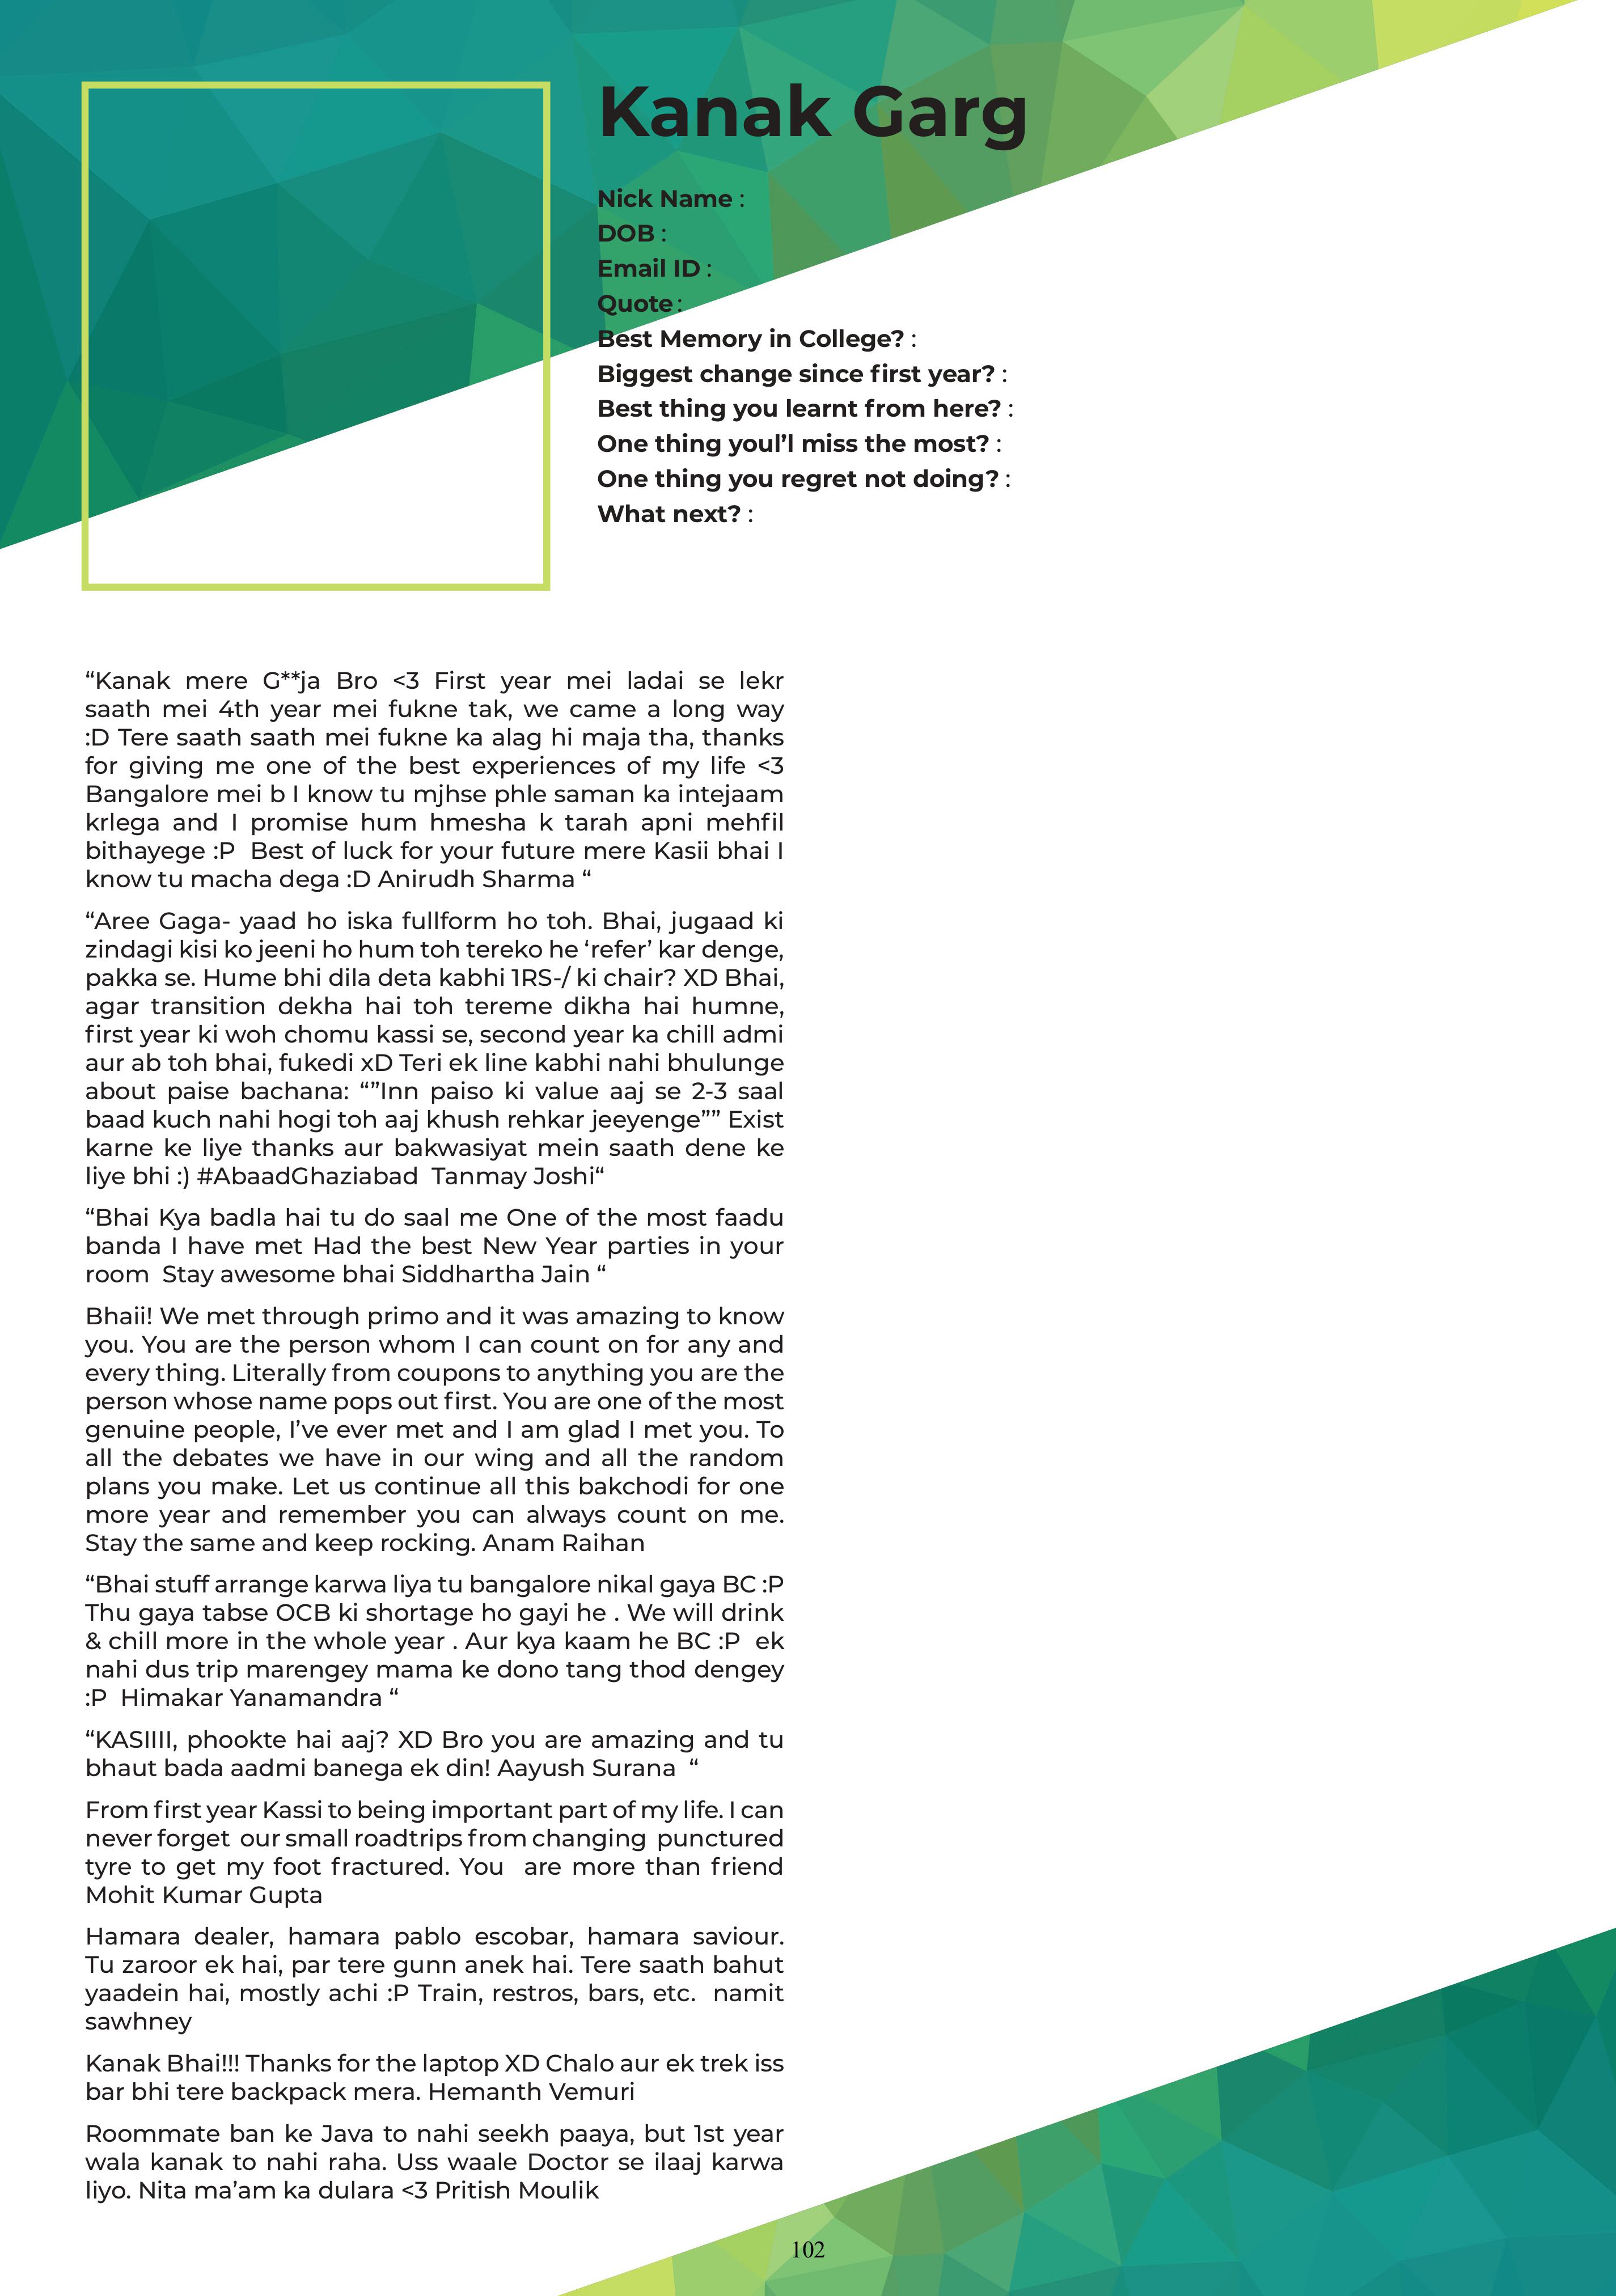 Kanak Garg
Nick Name :
DOB :
Email ID :
Quote :
Best Memory in College? :
Biggest change since first year? :
Best thing you learnt from here? :
One thing youl’l miss the most? :
One thing you regret not doing? :
What next? :
“Kanak mere G**ja Bro <3 First year mei ladai se lekr
saath mei 4th year mei fukne tak, we came a long way
:D Tere saath saath mei fukne ka alag hi maja tha, thanks
for giving me one of the best experiences of my life <3
Bangalore mei b I know tu mjhse phle saman ka intejaam
krlega and I promise hum hmesha k tarah apni mehfil
bithayege :P Best of luck for your future mere Kasii bhai I
know tu macha dega :D Anirudh Sharma “
“Aree Gaga- yaad ho iska fullform ho toh. Bhai, jugaad ki
zindagi kisi ko jeeni ho hum toh tereko he ‘refer’ kar denge,
pakka se. Hume bhi dila deta kabhi 1RS-/ ki chair? XD Bhai,
agar transition dekha hai toh tereme dikha hai humne,
first year ki woh chomu kassi se, second year ka chill admi
aur ab toh bhai, fukedi xD Teri ek line kabhi nahi bhulunge
about paise bachana: “”Inn paiso ki value aaj se 2-3 saal
baad kuch nahi hogi toh aaj khush rehkar jeeyenge”” Exist
karne ke liye thanks aur bakwasiyat mein saath dene ke
liye bhi :) #AbaadGhaziabad Tanmay Joshi“
“Bhai Kya badla hai tu do saal me One of the most faadu
banda I have met Had the best New Year parties in your
room Stay awesome bhai Siddhartha Jain “
Bhaii! We met through primo and it was amazing to know
you. You are the person whom I can count on for any and
every thing. Literally from coupons to anything you are the
person whose name pops out first. You are one of the most
genuine people, I’ve ever met and I am glad I met you. To
all the debates we have in our wing and all the random
plans you make. Let us continue all this bakchodi for one
more year and remember you can always count on me.
Stay the same and keep rocking. Anam Raihan
“Bhai stuff arrange karwa liya tu bangalore nikal gaya BC :P
Thu gaya tabse OCB ki shortage ho gayi he . We will drink
& chill more in the whole year . Aur kya kaam he BC :P ek
nahi dus trip marengey mama ke dono tang thod dengey
:P Himakar Yanamandra “
“KASIIII, phookte hai aaj? XD Bro you are amazing and tu
bhaut bada aadmi banega ek din! Aayush Surana “
From first year Kassi to being important part of my life. I can
never forget our small roadtrips from changing punctured
tyre to get my foot fractured. You are more than friend
Mohit Kumar Gupta
Hamara dealer, hamara pablo escobar, hamara saviour.
Tu zaroor ek hai, par tere gunn anek hai. Tere saath bahut
yaadein hai, mostly achi :P Train, restros, bars, etc. namit
sawhney
Kanak Bhai!!! Thanks for the laptop XD Chalo aur ek trek iss
bar bhi tere backpack mera. Hemanth Vemuri
Roommate ban ke Java to nahi seekh paaya, but 1st year
wala kanak to nahi raha. Uss waale Doctor se ilaaj karwa
liyo. Nita ma’am ka dulara <3 Pritish Moulik
102